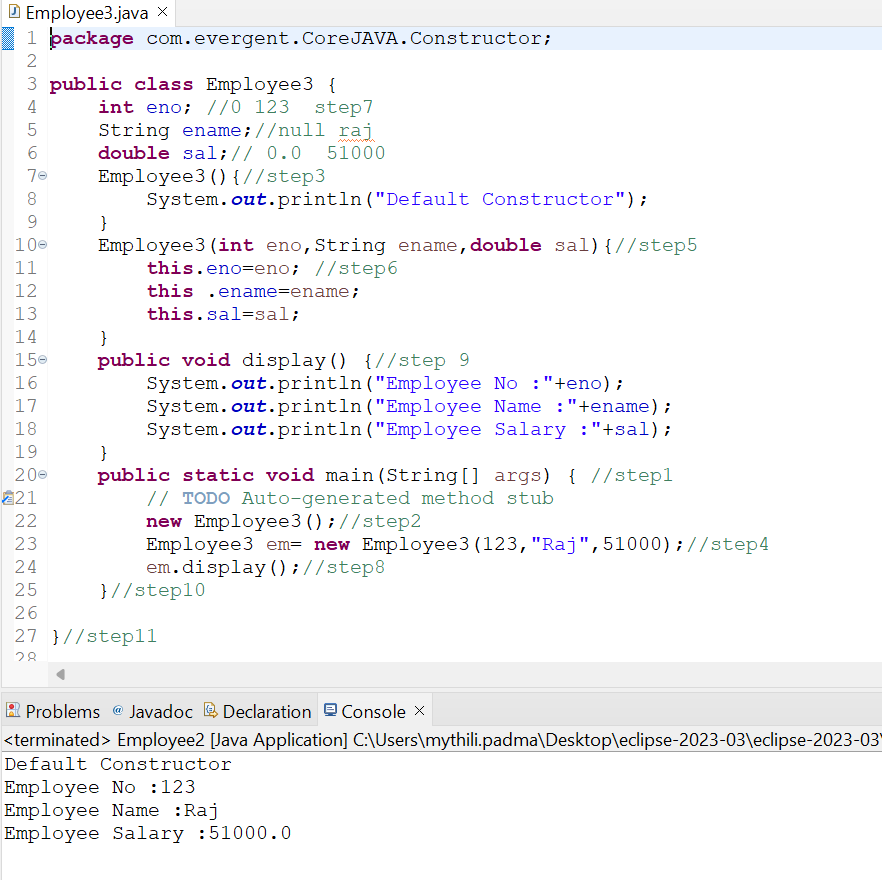 Employee3.java
1 package com.evergent.CoreJAVA.Constructor;
2
3 public class Employee3 {
4 int eno; //0 123  step7
5 String ename;//null raj
6 double sal;// 0.0  51000
7 Employee3(){//step3
8 System.out.println("Default Constructor");
9 }
10 Employee3(int eno,String ename,double sal){//step5
11 this.eno=eno; //step6
12 this .ename=ename;
13 this.sal=sal;
14 }
15 public void display() {//step 9
16 System.out.println("Employee No :"+eno);
17 System.out.println("Employee Name :"+ename);
18 System.out.println("Employee Salary :"+sal);
19 }
20 public static void main(String[] args) { //step1
21 // TODO Auto-generated method stub
22 new Employee3();//step2
23 Employee3 em= new Employee3(123,"Raj",51000);//step4
24 em.display();//step8
25 }//step10
26
27 }//step11
28
Problems @ Javadoc Declaration Console
<terminated> Employee2 [Java Application] C:\Users\mythili.padma\Desktop\eclipse-2023-03\eclipse-2023-03\
Default Constructor
Employee No :123
Employee Name :Raj
Employee Salary :51000.0